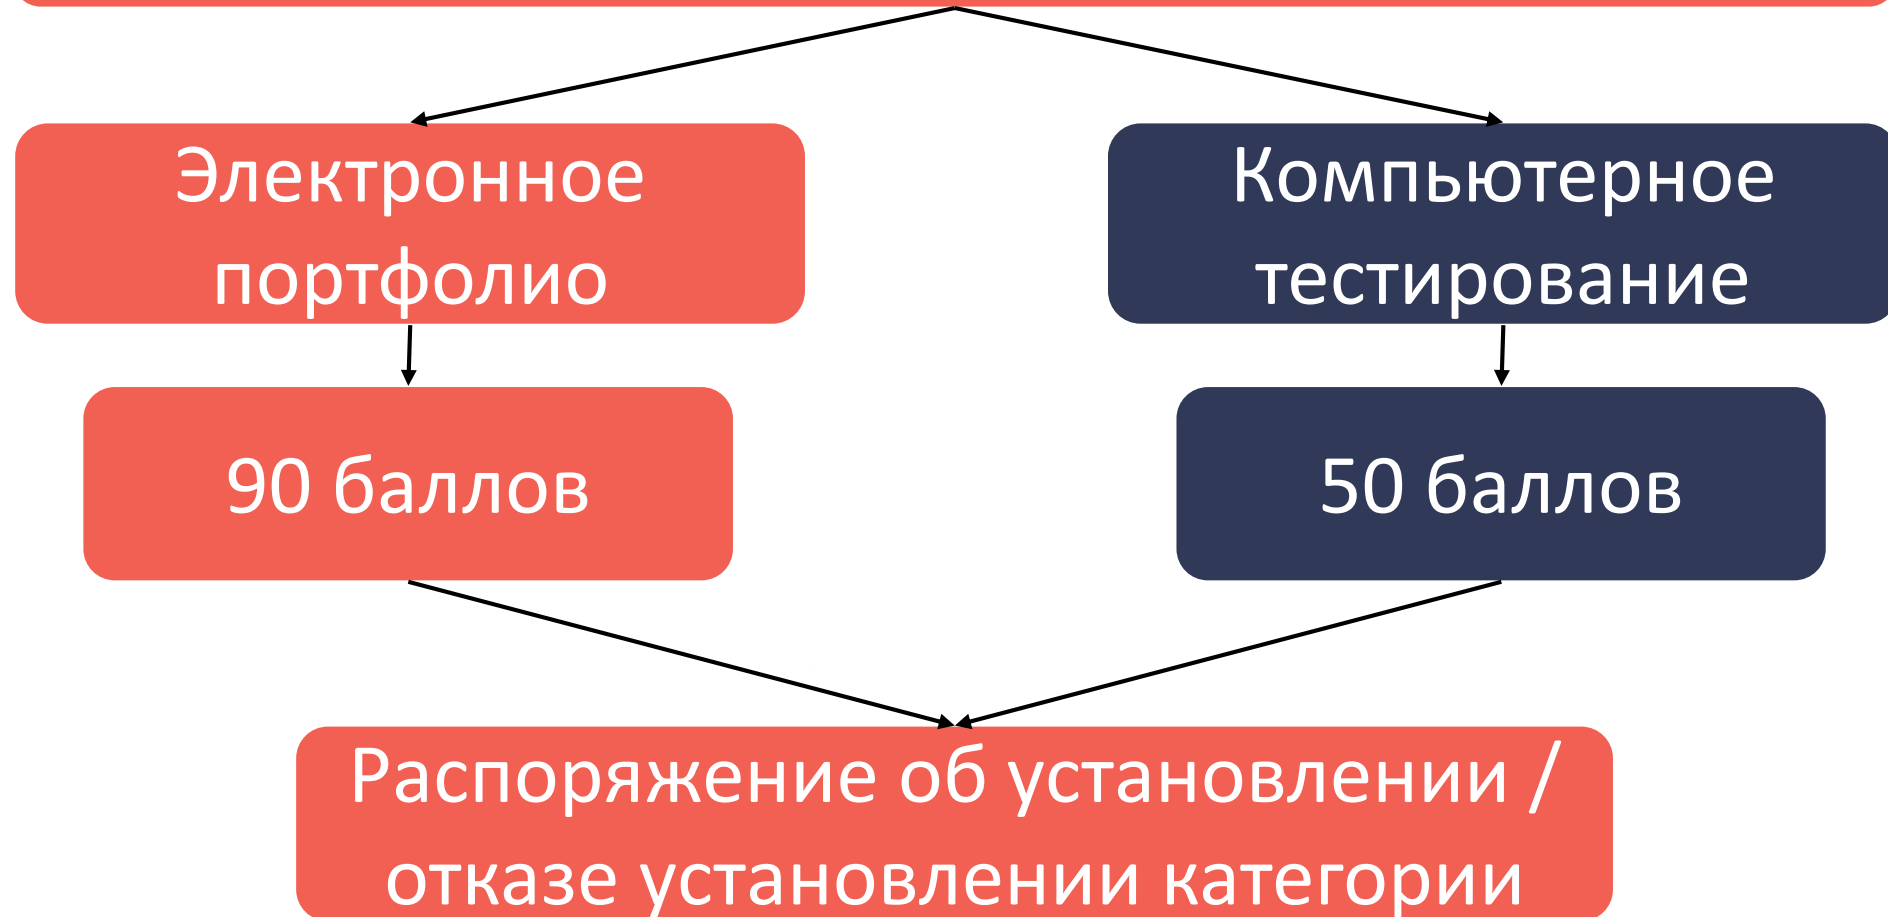 Электронное
портфолио
Компьютерное
тестирование
90 баллов
50 баллов
Распоряжение об установлении /
отказе установлении категории